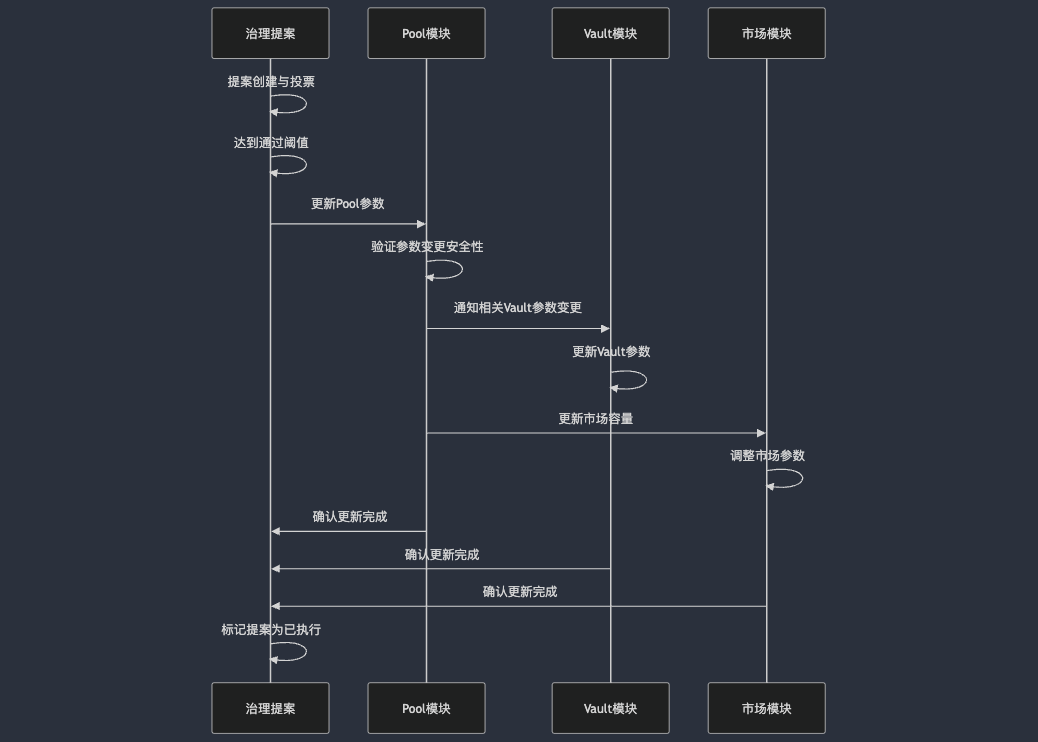 治理提案
Pool模块
Vault模块
市场模块
提案创建与投票
达到通过阈值
更新Pool参数
验证参数变更安全性
通知相关Vault参数变更
更新Vault参数
更新市场容量
调整市场参数
确认更新完成
确认更新完成
确认更新完成
标记提案为已执行
治理提案
Pool模块
Vault模块
市场模块